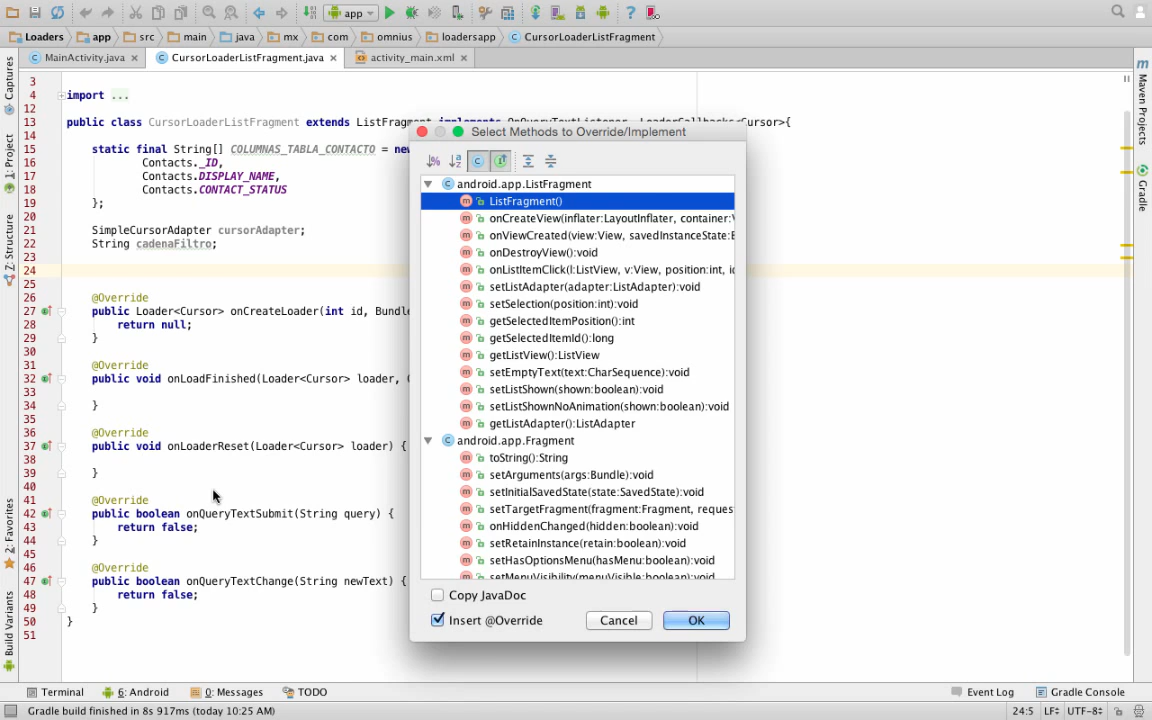 app
Loaders app src main java mx com omnius loadersapp CursorLoaderListFragment
MainActivity.java CursorLoaderListFragment.java activity_main.xml
Captures
1: Project
Z: Structure
2: Favorites
Build Variants
Maven Projects
Gradle
3
4 import ...
12
13 public class CursorLoaderListFragment extends ListFragment implements OnQueryTextListener, LoaderCallbacks<Cursor>{
14
15 static final String[] COLUMNAS_TABLA_CONTACTO = new
16 Contacts._ID,
17 Contacts.DISPLAY_NAME,
18 Contacts.CONTACT_STATUS
19 };
20
21 SimpleCursorAdapter cursorAdapter;
22 String cadenaFiltro;
23
24
25
26 @Override
27 public Loader<Cursor> onCreateLoader(int id, Bundle
28 return null;
29 }
30
31 @Override
32 public void onLoadFinished(Loader<Cursor> loader,
33
34 }
35
36 @Override
37 public void onLoaderReset(Loader<Cursor> loader) {
38
39 }
40
41 @Override
42 public boolean onQueryTextSubmit(String query) {
43 return false;
44 }
45
46 @Override
47 public boolean onQueryTextChange(String newText) {
48 return false;
49 }
50 }
51
Select Methods to Override/Implement
android.app.ListFragment
ListFragment()
onCreateView(inflater:LayoutInflater, container:
onViewCreated(view:View, savedInstanceState:
onDestroyView():void
onListItemClick(l:ListView, v:View, position:int, id
setListAdapter(adapter:ListAdapter):void
setSelection(position:int):void
getSelectedItemPosition():int
getSelectedItemId():long
getListView():ListView
setEmptyText(text:CharSequence):void
setListShown(shown:boolean):void
setListShownNoAnimation(shown:boolean):void
getListAdapter():ListAdapter
android.app.Fragment
toString():String
setArguments(args:Bundle):void
setInitialSavedState(state:SavedState):void
setTargetFragment(fragment:Fragment, reques
onHiddenChanged(hidden:boolean):void
setRetainInstance(retain:boolean):void
setHasOptionsMenu(hasMenu:boolean):void
setMenuVisibility(menuVisible:boolean):void
Copy JavaDoc
Insert @Override Cancel OK
Terminal 6: Android 0: Messages TODO Event Log Gradle Console
Gradle build finished in 8s 917ms (today 10:25 AM) 24:5 LF UTF-8